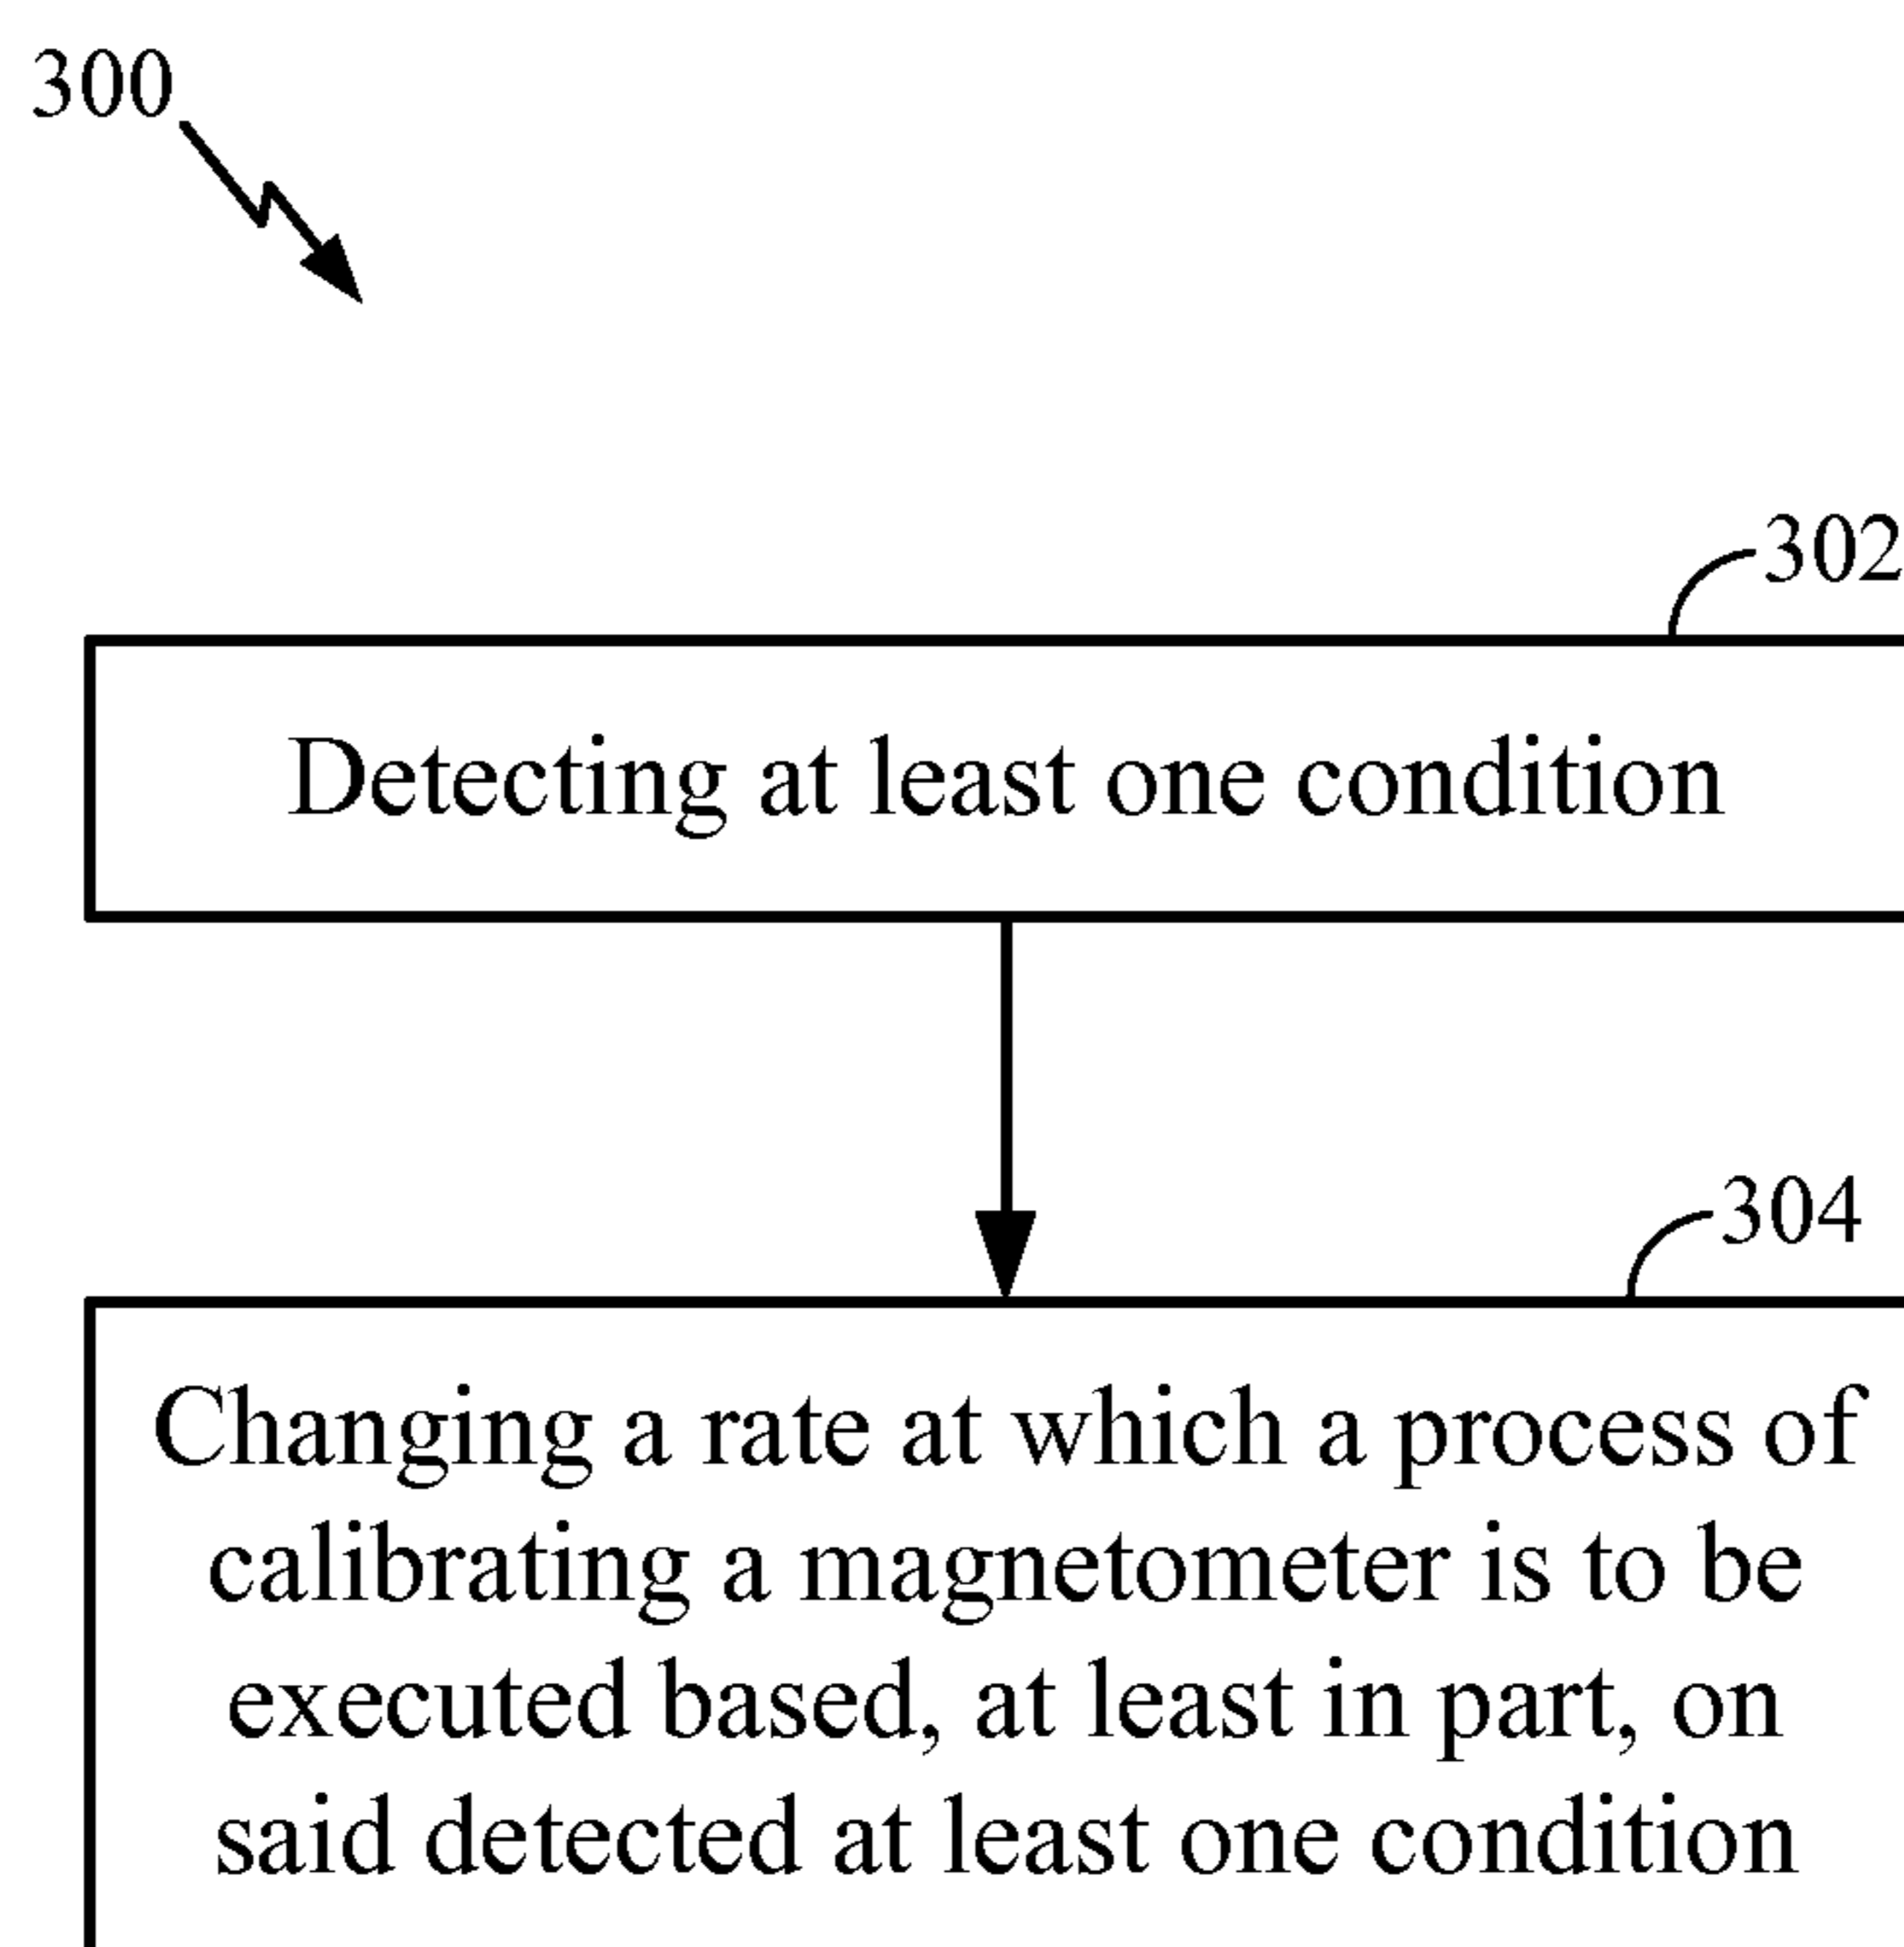 300
302
Detecting at least one condition
304
Changing a rate at which a process of
calibrating a magnetometer is to be
executed based, at least in part, on
said detected at least one condition